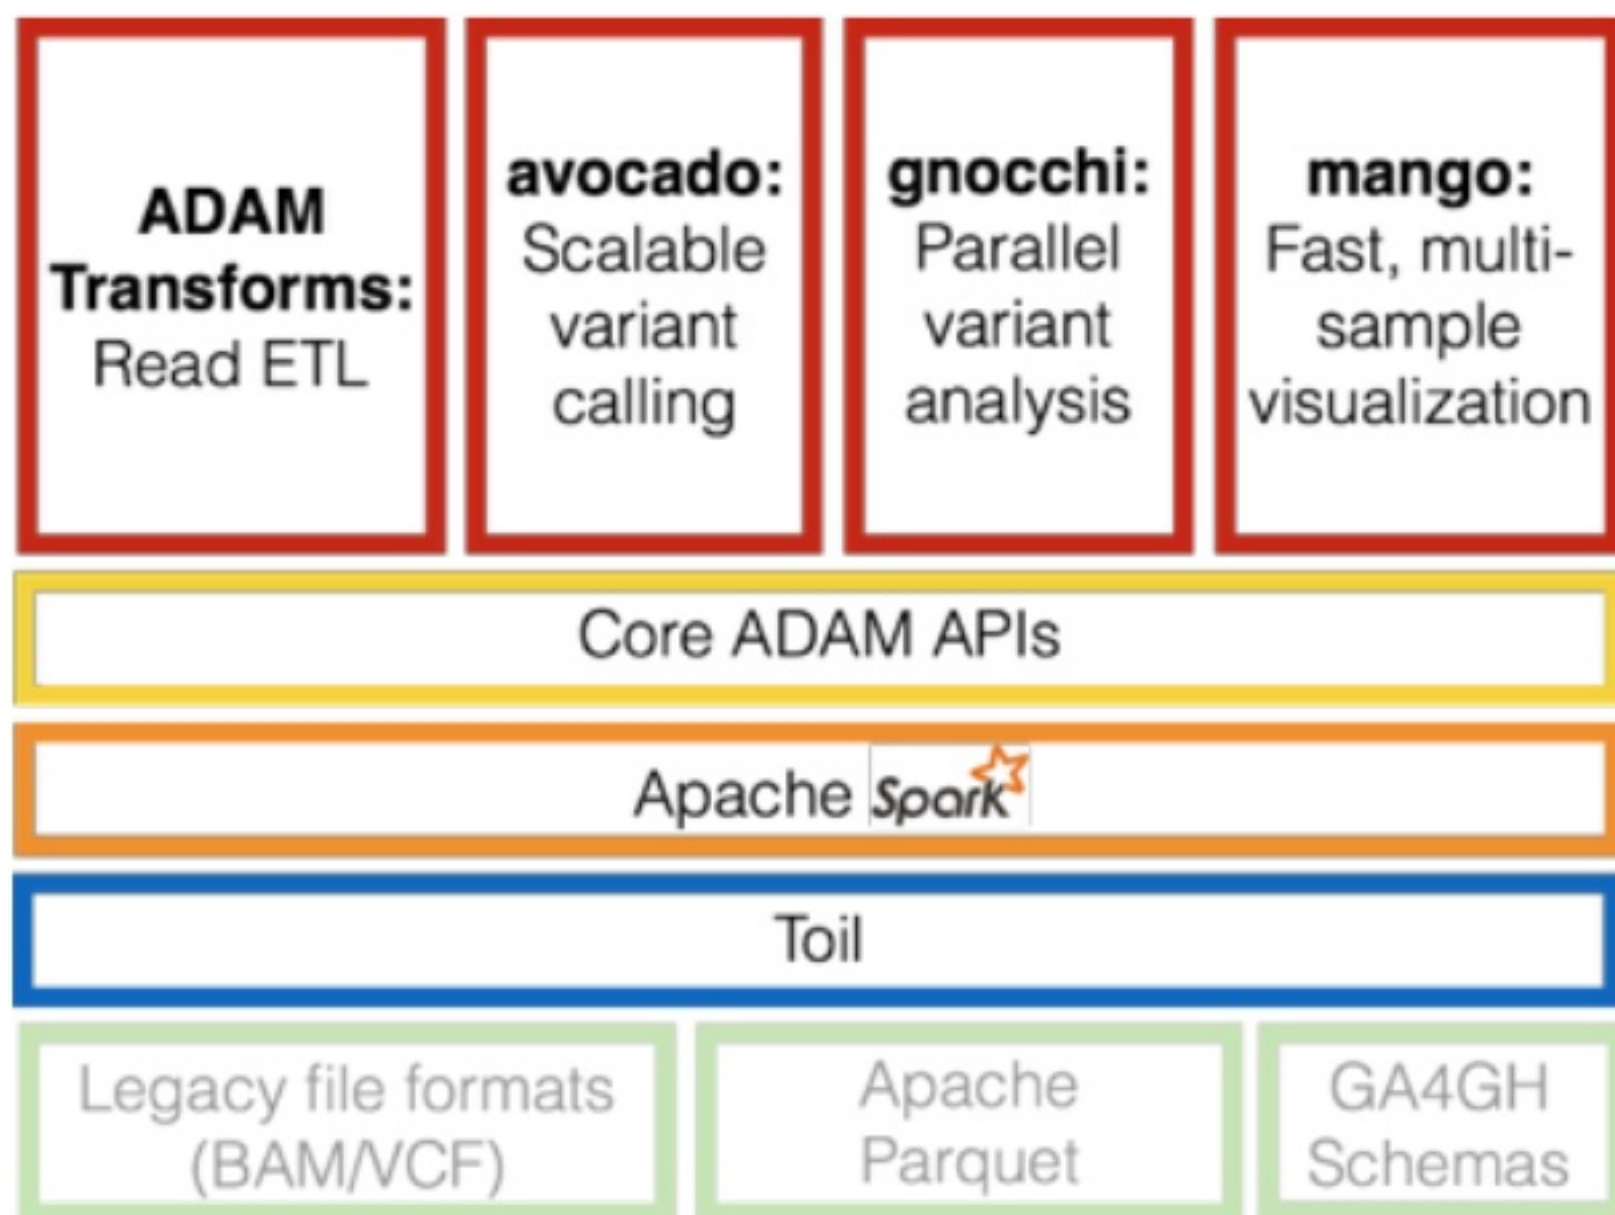 ADAM
Transforms:
Read ETL
avocado:
Scalable
variant
calling
gnocchi:
Parallel
variant
analysis
mango:
Fast, multi-
sample
visualization
Core ADAM APIs
Apache Spark
Toil
Legacy file formats
(BAM/VCF)
Apache
Parquet
GA4GH
Schemas